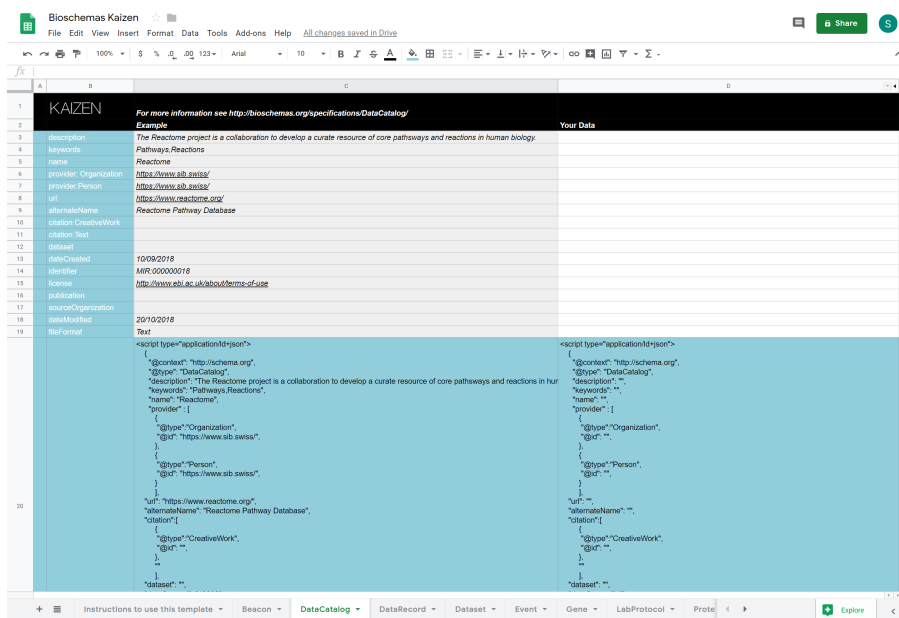 Bioschemas Kaizen
File Edit View Insert Format Data Tools Add-ons Help All changes saved in Drive
Share
S
100% $ % .0 .00 123 Arial 10 B I S A
fx
A B C D
1 KAIZEN For more information see http://bioschemas.org/specifications/DataCatalog/
2 Example Your Data
3 description The Reactome project is a collaboration to develop a curate resource of core pathsways and reactions in human biology.
4 keywords Pathways,Reactions
5 name Reactome
6 provider: Organization https://www.sib.swiss/
7 provider:Person https://www.sib.swiss/
8 url https://www.reactome.org/
9 alternateName Reactome Pathway Database
10 citation:CreativeWork
11 citation:Text
12 dataset
13 dateCreated 10/09/2018
14 identifier MIR:000000018
15 license http://www.ebi.ac.uk/about/terms-of-use
16 publication
17 sourceOrganization
18 dateModified 20/10/2018
19 fileFormat Text
20
<script type="application/ld+json">
{
"@context": "http://schema.org",
"@type": "DataCatalog",
"description": "The Reactome project is a collaboration to develop a curate resource of core pathsways and reactions in hur
"keywords": "Pathways,Reactions",
"name": "Reactome",
"provider" : [
{
"@type":"Organization",
"@id": "https://www.sib.swiss/",
},
{
"@type":"Person",
"@id": "https://www.sib.swiss/",
}
],
"url": "https://www.reactome.org/",
"alternateName": "Reactome Pathway Database",
"citation":[
{
"@type":"CreativeWork",
"@id": "",
},
""
],
"dataset": "",
<script type="application/ld+json">
{
"@context": "http://schema.org",
"@type": "DataCatalog",
"description": "",
"keywords": "",
"name": "",
"provider" : [
{
"@type":"Organization",
"@id": "",
},
{
"@type":"Person",
"@id": "",
}
],
"url": "",
"alternateName": "",
"citation":[
{
"@type":"CreativeWork",
"@id": "",
},
""
],
"dataset": "",
Instructions to use this template Beacon DataCatalog DataRecord Dataset Event Gene LabProtocol Prote Explore